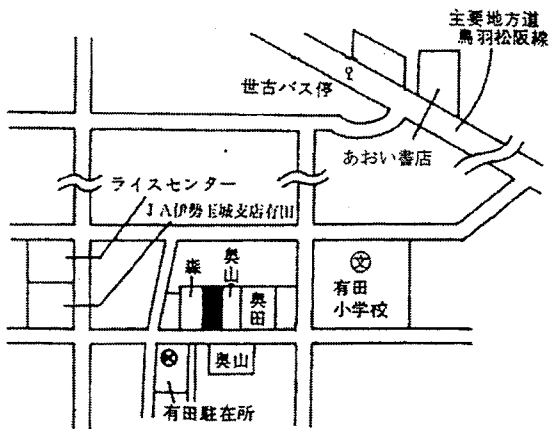 主要地方道
鳥羽松阪線
世古バス停
あおい書店
ライスセンター
JA伊勢玉城支店有田
森
奥山
奥田
文
有田
小学校
奥山
有田駐在所